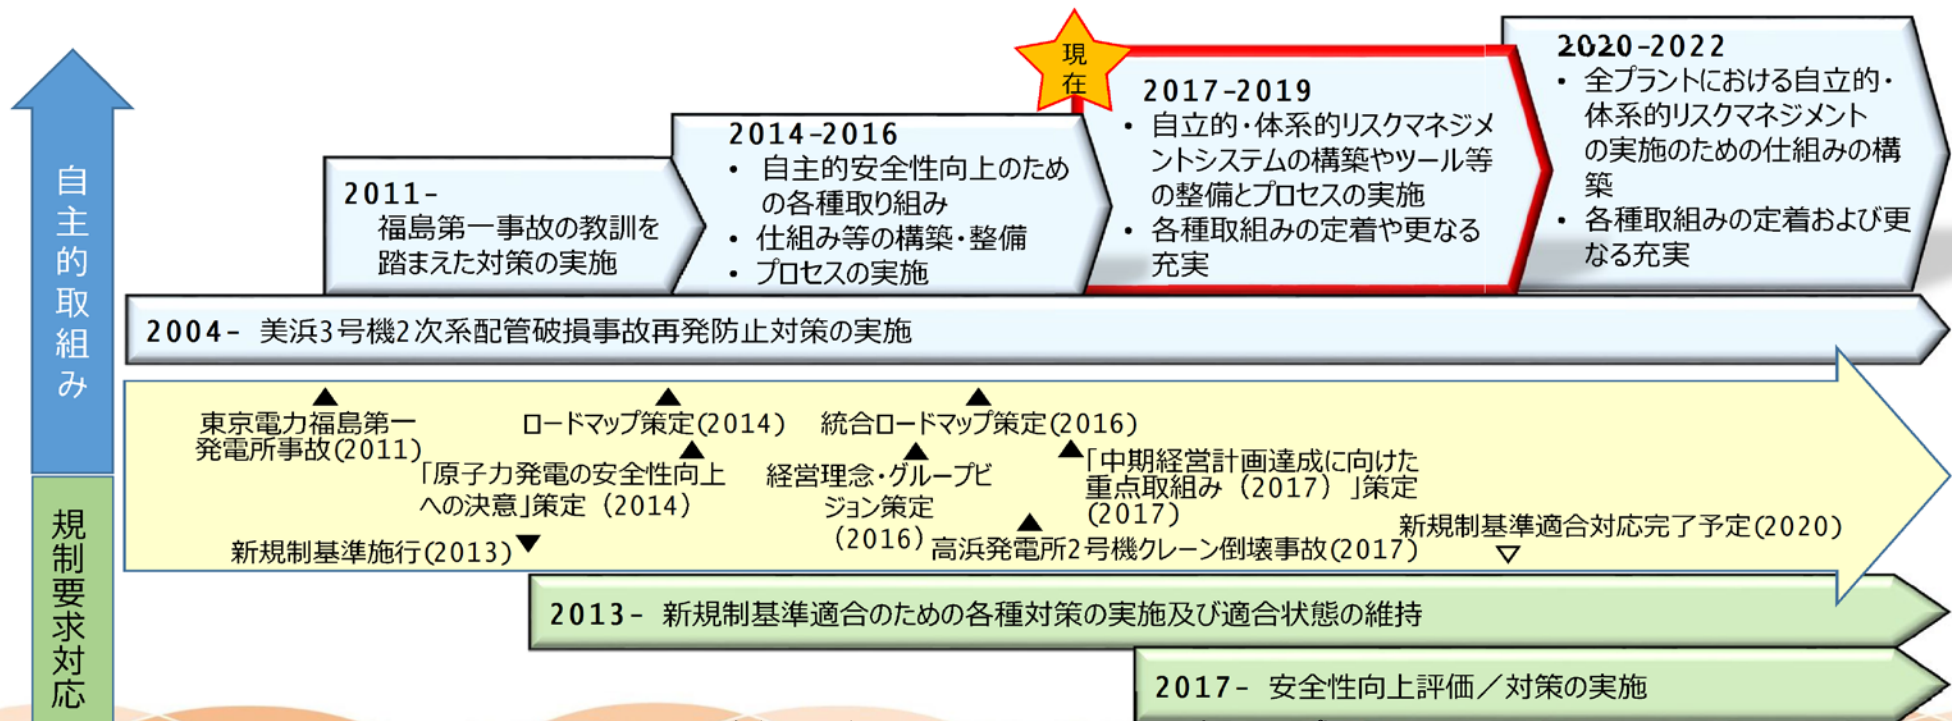 自主的取組み
規制要求対応
現在
2011-
福島第一事故の教訓を
踏まえた対策の実施
2014-2016
• 自主的安全性向上のため
の各種取り組み
• 仕組み等の構築・整備
• プロセスの実施
2017-2019
• 自立的・体系的リスクマネジメ
ントシステムの構築やツール等
の整備とプロセスの実施
• 各種取組みの定着や更なる
充実
2020-2022
• 全プラントにおける自立的・
体系的リスクマネジメント
の実施のための仕組みの構
築
• 各種取組みの定着および更
なる充実
2004- 美浜3号機2次系配管破損事故再発防止対策の実施
▲
東京電力福島第一
発電所事故(2011)
▲
ロードマップ策定(2014)
▲
「原子力発電の安全性向上
への決意」策定（2014）
▲
統合ロードマップ策定(2016)
▲
経営理念・グループビ
ジョン策定
(2016)
▲
「中期経営計画達成に向けた
重点取組み（2017）」策定
(2017)
新規制基準施行(2013)▼
▲
高浜発電所2号機クレーン倒壊事故(2017)
新規制基準適合対応完了予定(2020)
▽
2013- 新規制基準適合のための各種対策の実施及び適合状態の維持
2017- 安全性向上評価／対策の実施